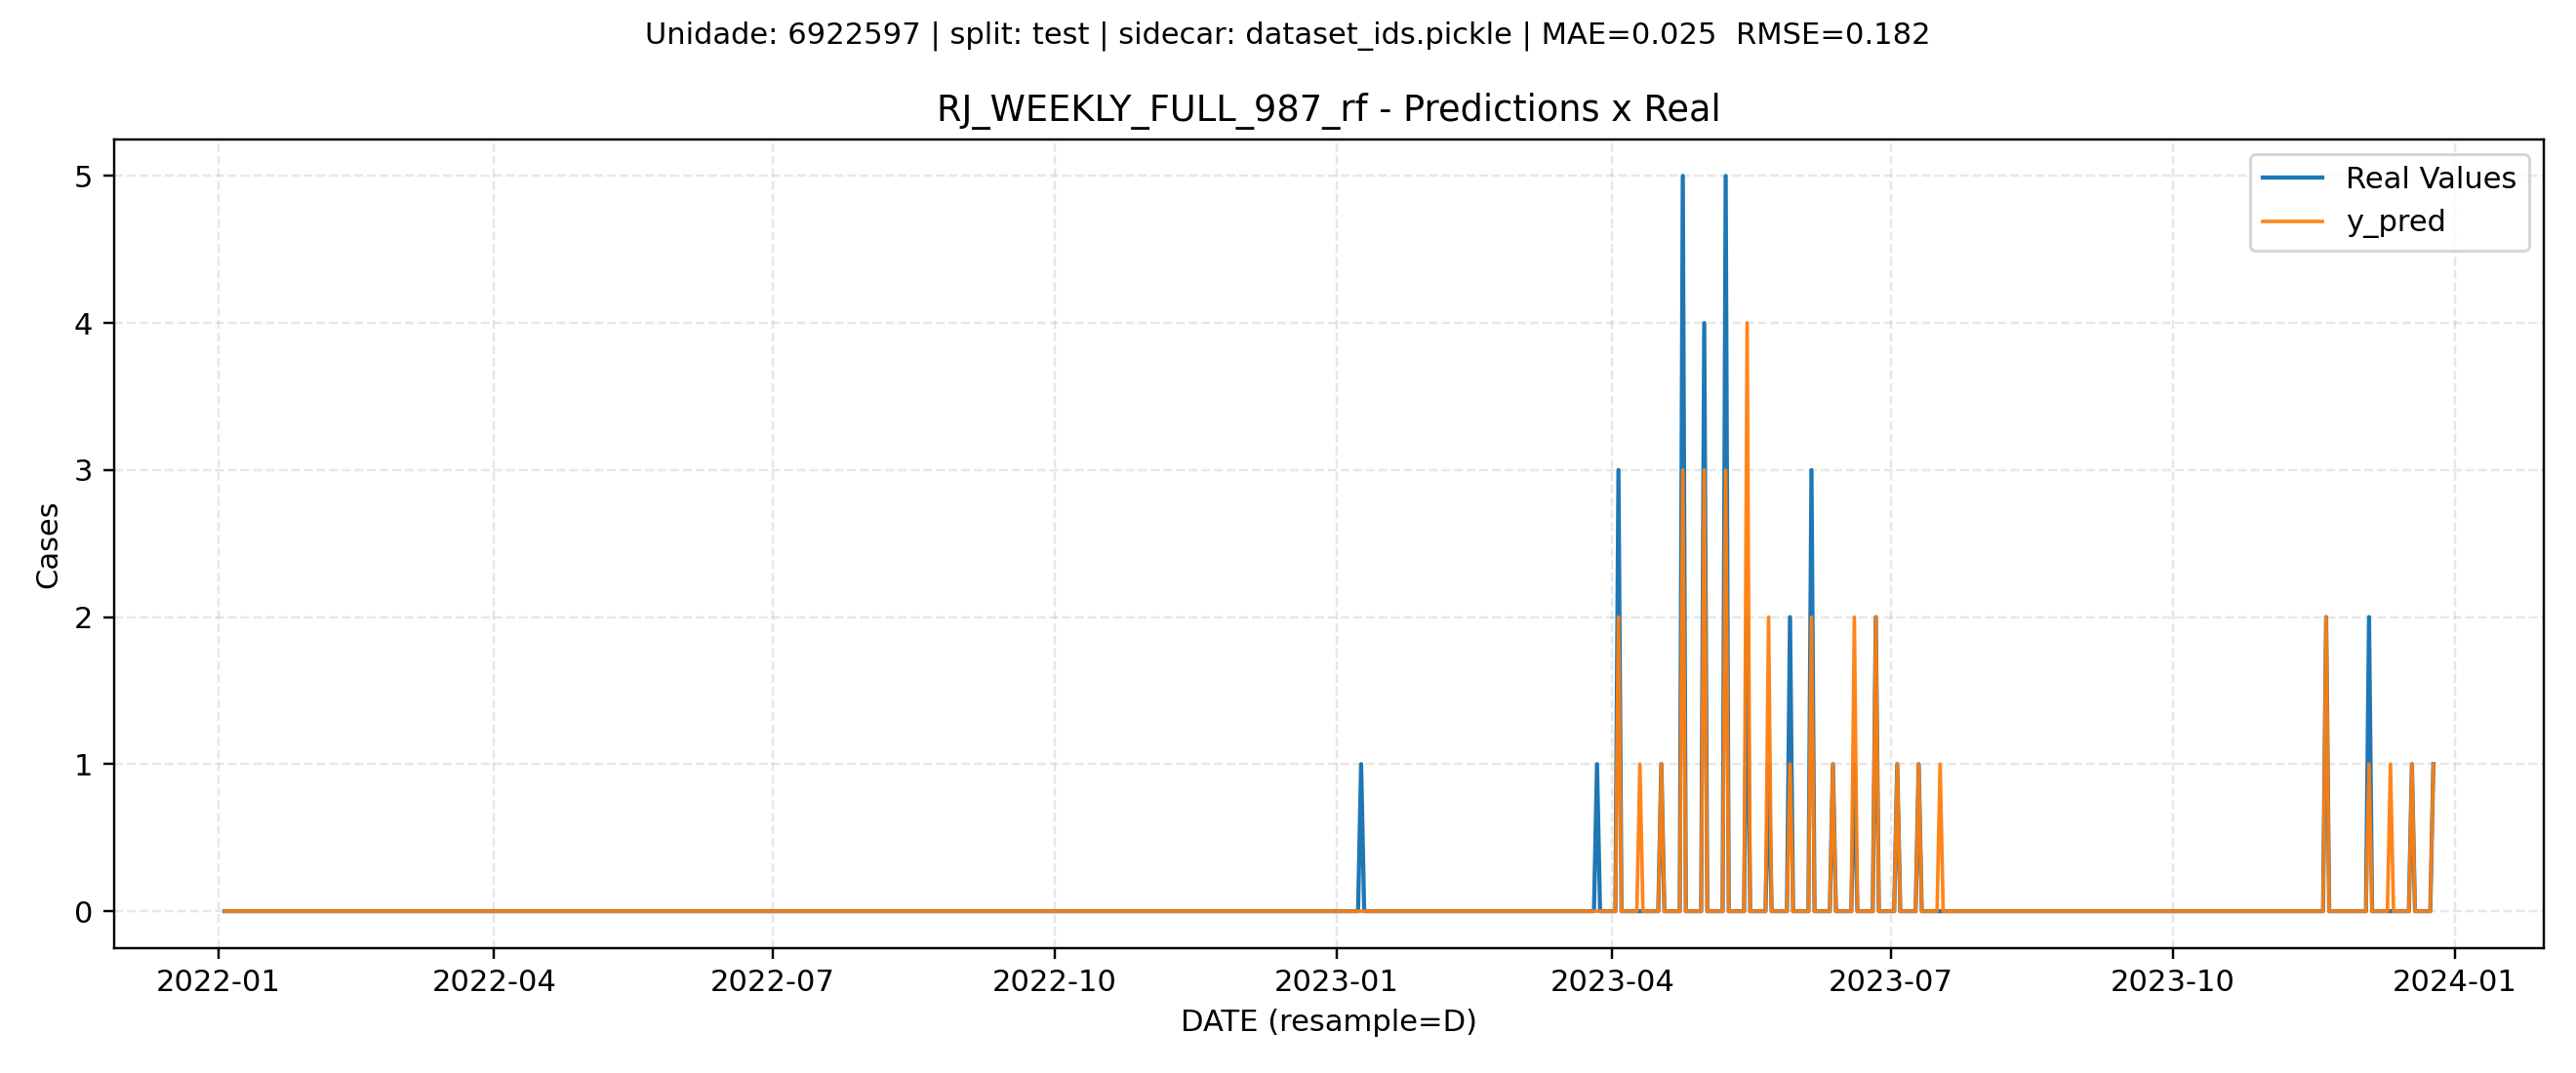 Unidade: 6922597 | split: test | sidecar: dataset_ids.pickle | MAE=0.025  RMSE=0.182
RJ_WEEKLY_FULL_987_rf - Predictions x Real
Real Values
y_pred
5
4
3
2
1
0
Cases
2022-01
2022-04
2022-07
2022-10
2023-01
2023-04
2023-07
2023-10
2024-01
DATE (resample=D)